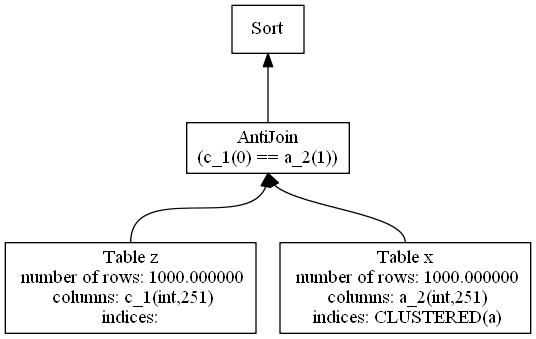 Sort
AntiJoin
(c_1(0) == a_2(1))
Table z
number of rows: 1000.000000
columns: c_1(int,251)
indices:
Table x
number of rows: 1000.000000
columns: a_2(int,251)
indices: CLUSTERED(a)